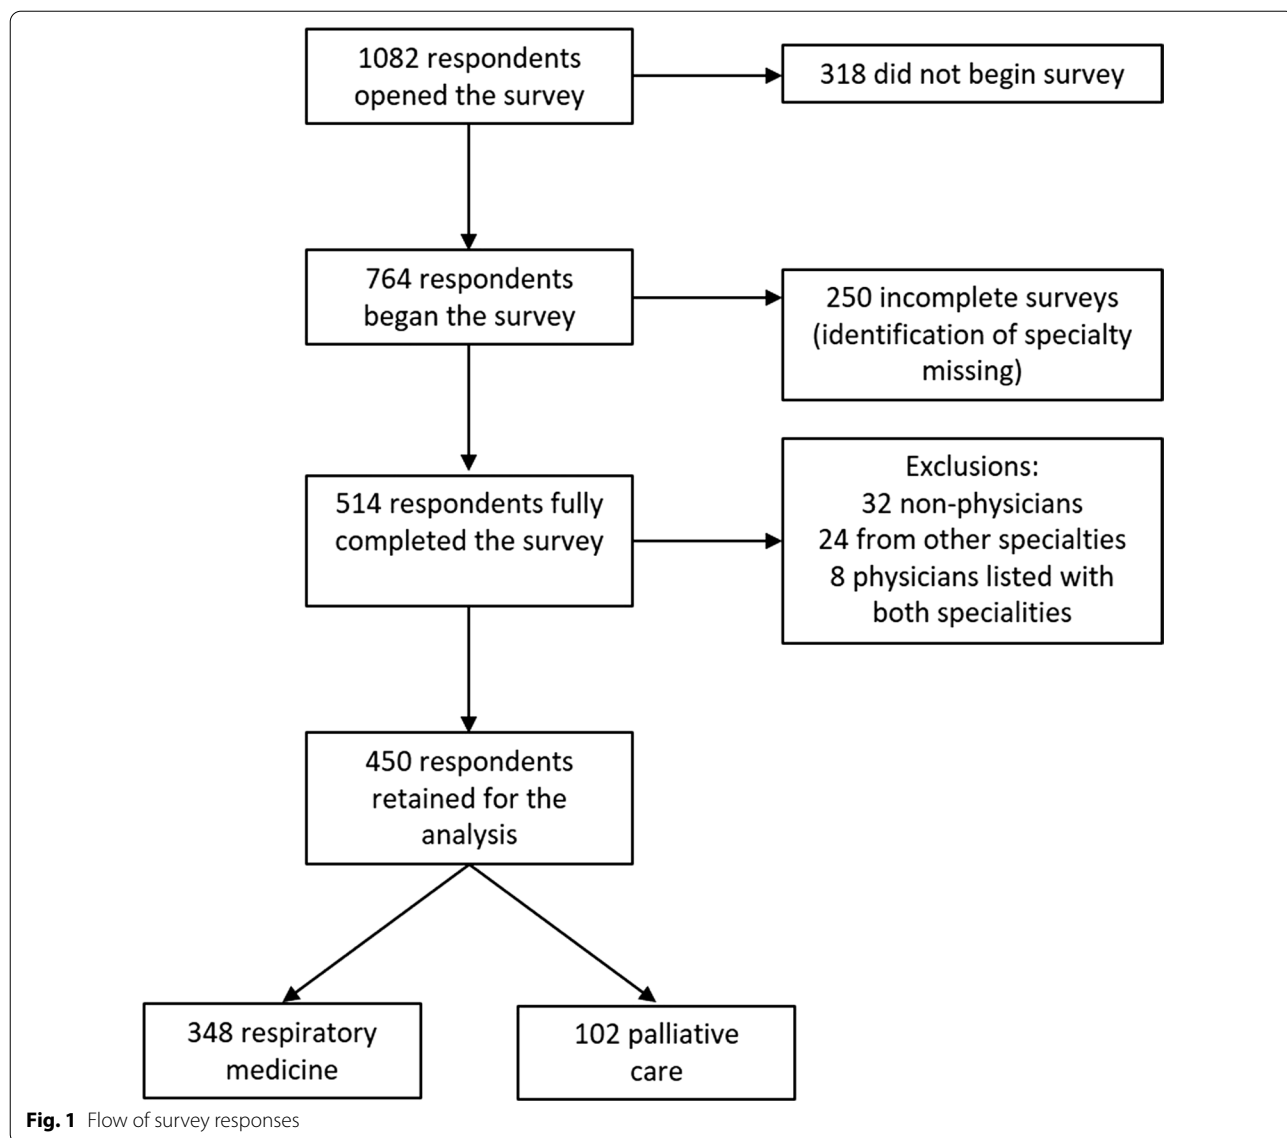 1082 respondents
opened the survey
318 did not begin survey
764 respondents
began the survey
250 incomplete surveys
(identification of specialty
missing)
514 respondents fully
completed the survey
Exclusions:
32 non-physicians
24 from other specialties
8 physicians listed with
both specialities
450 respondents
retained for the
analysis
348 respiratory
medicine
102 palliative
care
Fig. 1 Flow of survey responses